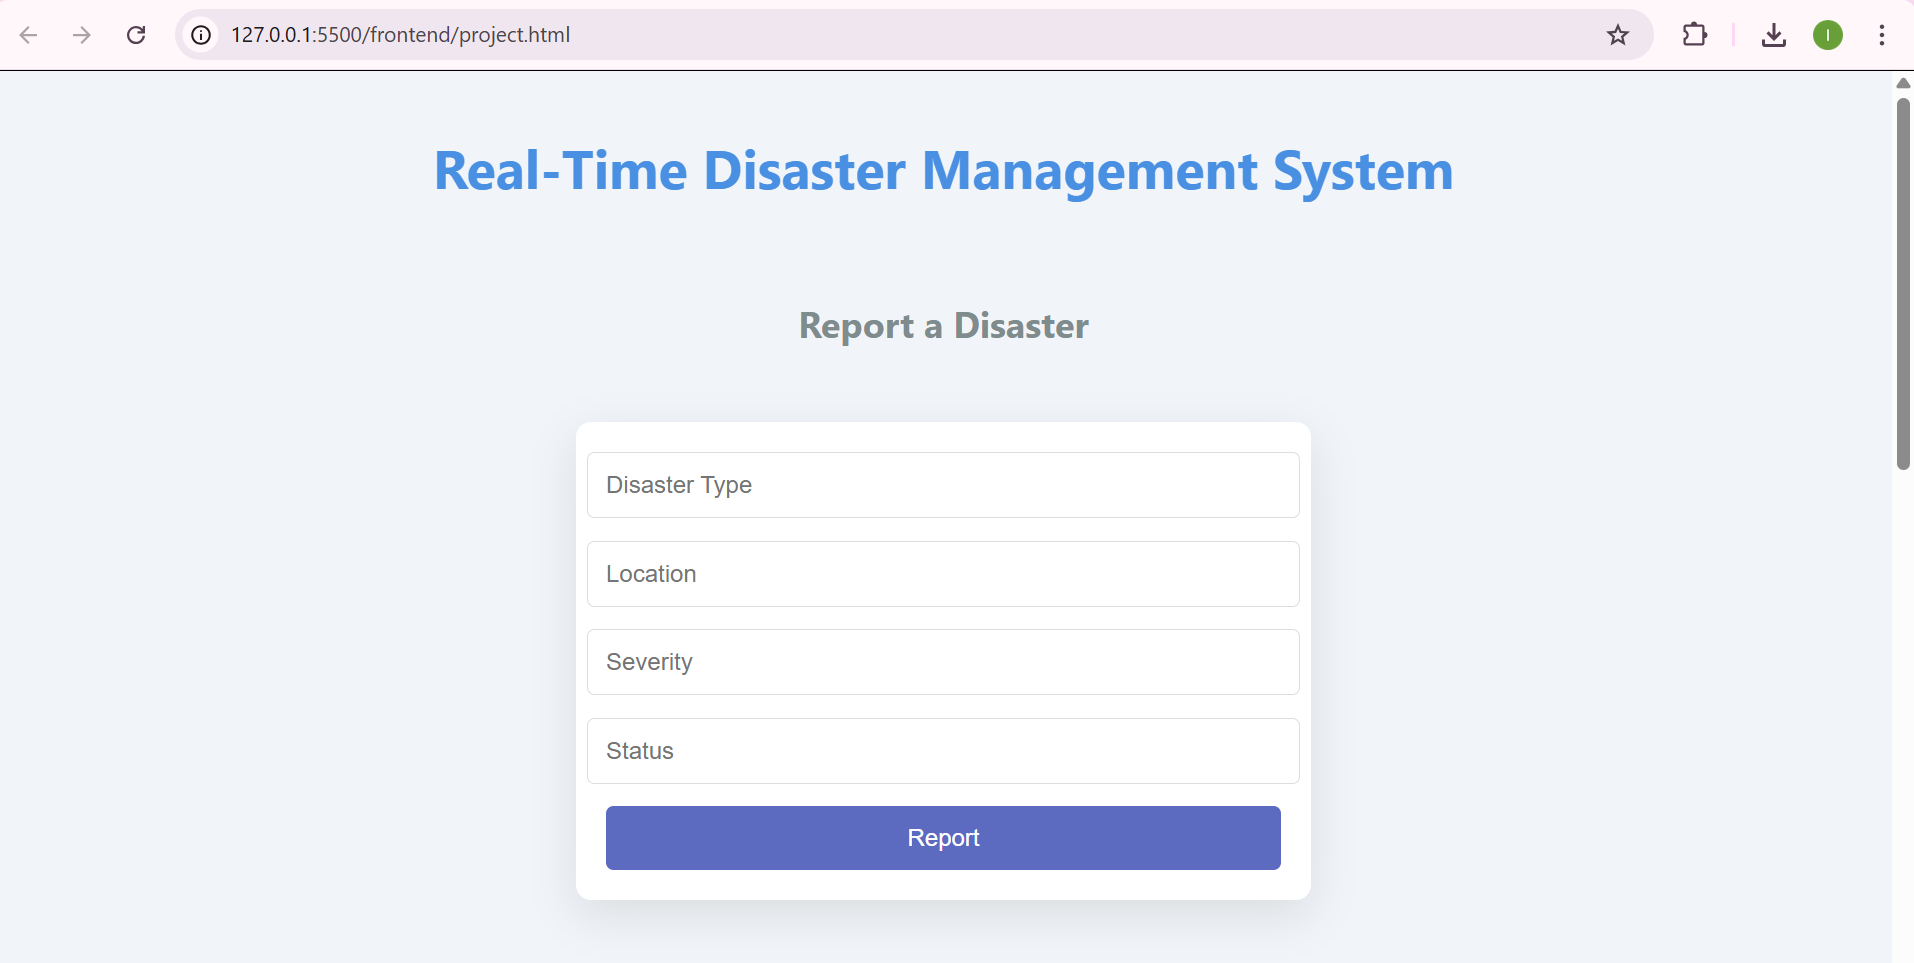 127.0.0.1:5500/frontend/project.html
I
Real-Time Disaster Management System
Report a Disaster
Disaster Type
Location
Severity
Status
Report